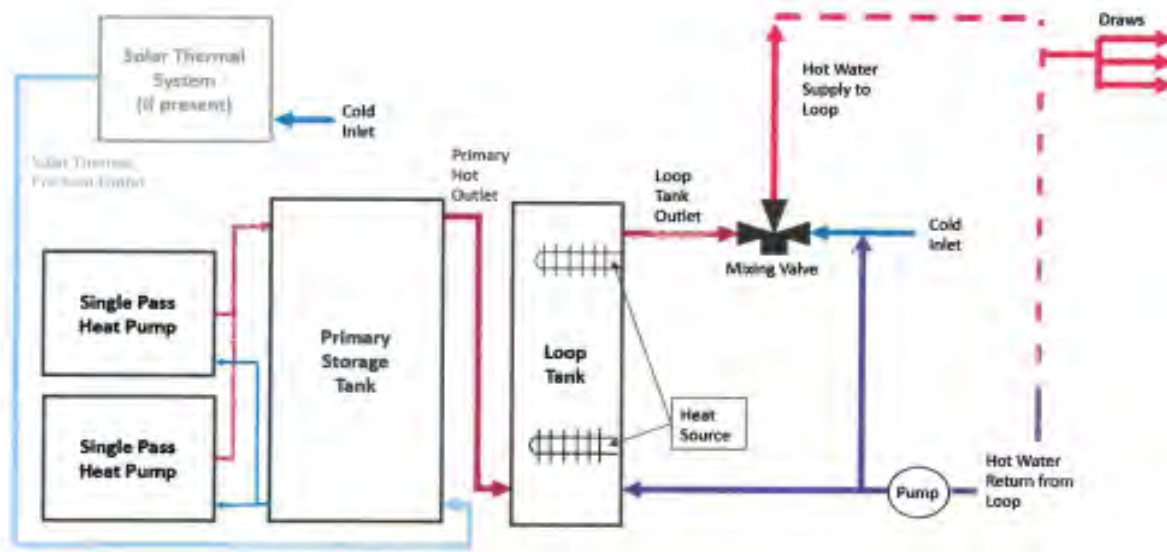 Solar Thermal
System
(if present)
Cold
Inlet
Solar Thermal
Draws
Hot Water
Supply to
Loop
Primary
Hot
Outlet
Loop
Tank
Outlet
Cold
Inlet
Mixing Valve
Single Pass
Heat Pump
Primary
Storage
Tank
Loop
Tank
Heat
Source
Single Pass
Heat Pump
Pump
Hot Water
Return from
Loop